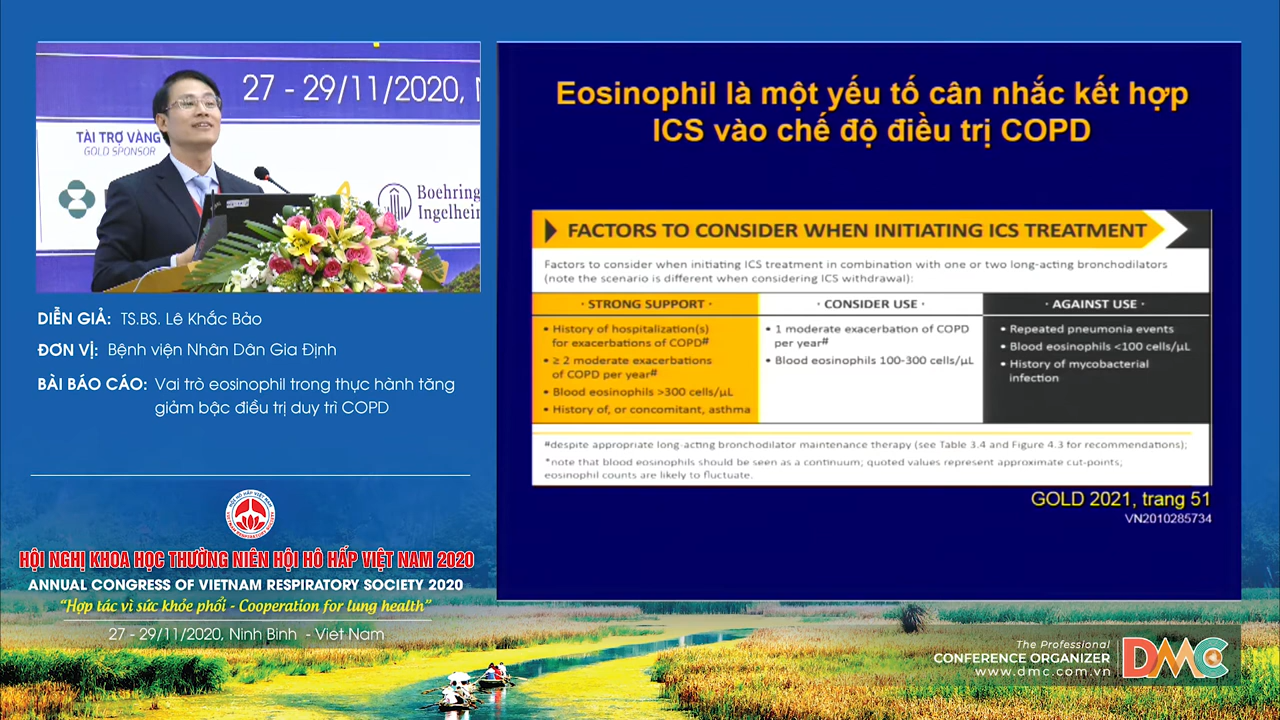 27 - 29/11/2020,
TÀI TRỢ VÀNG
GOLD SPONSOR
Boehring
Ingelhein
DIỄN GIẢ: TS.BS. Lê Khắc Bảo
ĐƠN VỊ: Bệnh viện Nhân Dân Gia Định
BÀI BÁO CÁO: Vai trò eosinophil trong thực hành tăng
giảm bậc điều trị duy trì COPD
HỘI HÔ HẤP VIỆT NAM
HỘI NGHỊ KHOA HỌC THƯỜNG NIÊN HỘI HÔ HẤP VIỆT NAM 2020
ANNUAL CONGRESS OF VIETNAM RESPIRATORY SOCIETY 2020
“Hợp tác vì sức khỏe phổi - Cooperation for lung health”
27 - 29/11/2020, Ninh Bình - Việt Nam
Eosinophil là một yếu tố cân nhắc kết hợp
ICS vào chế độ điều trị COPD
FACTORS TO CONSIDER WHEN INITIATING ICS TREATMENT
Factors to consider when initiating ICS treatment in combination with one or two long-acting bronchodilators
(note the scenario is different when considering ICS withdrawal):
· STRONG SUPPORT ·
• History of hospitalization(s)
for exacerbations of COPD#
• ≥ 2 moderate exacerbations
of COPD per year#
• Blood eosinophils >300 cells/μL
• History of, or concomitant, asthma
· CONSIDER USE ·
• 1 moderate exacerbation of COPD
per year#
• Blood eosinophils 100-300 cells/μL
· AGAINST USE ·
• Repeated pneumonia events
• Blood eosinophils <100 cells/μL
• History of mycobacterial
infection
#despite appropriate long-acting bronchodilator maintenance therapy (see Table 3.4 and Figure 4.3 for recommendations);
*note that blood eosinophils should be seen as a continuum; quoted values represent approximate cut-points;
eosinophil counts are likely to fluctuate.
GOLD 2021, trang 51
VN2010285734
The Professional
CONFERENCE ORGANIZER
www.dmc.com.vn
DMC